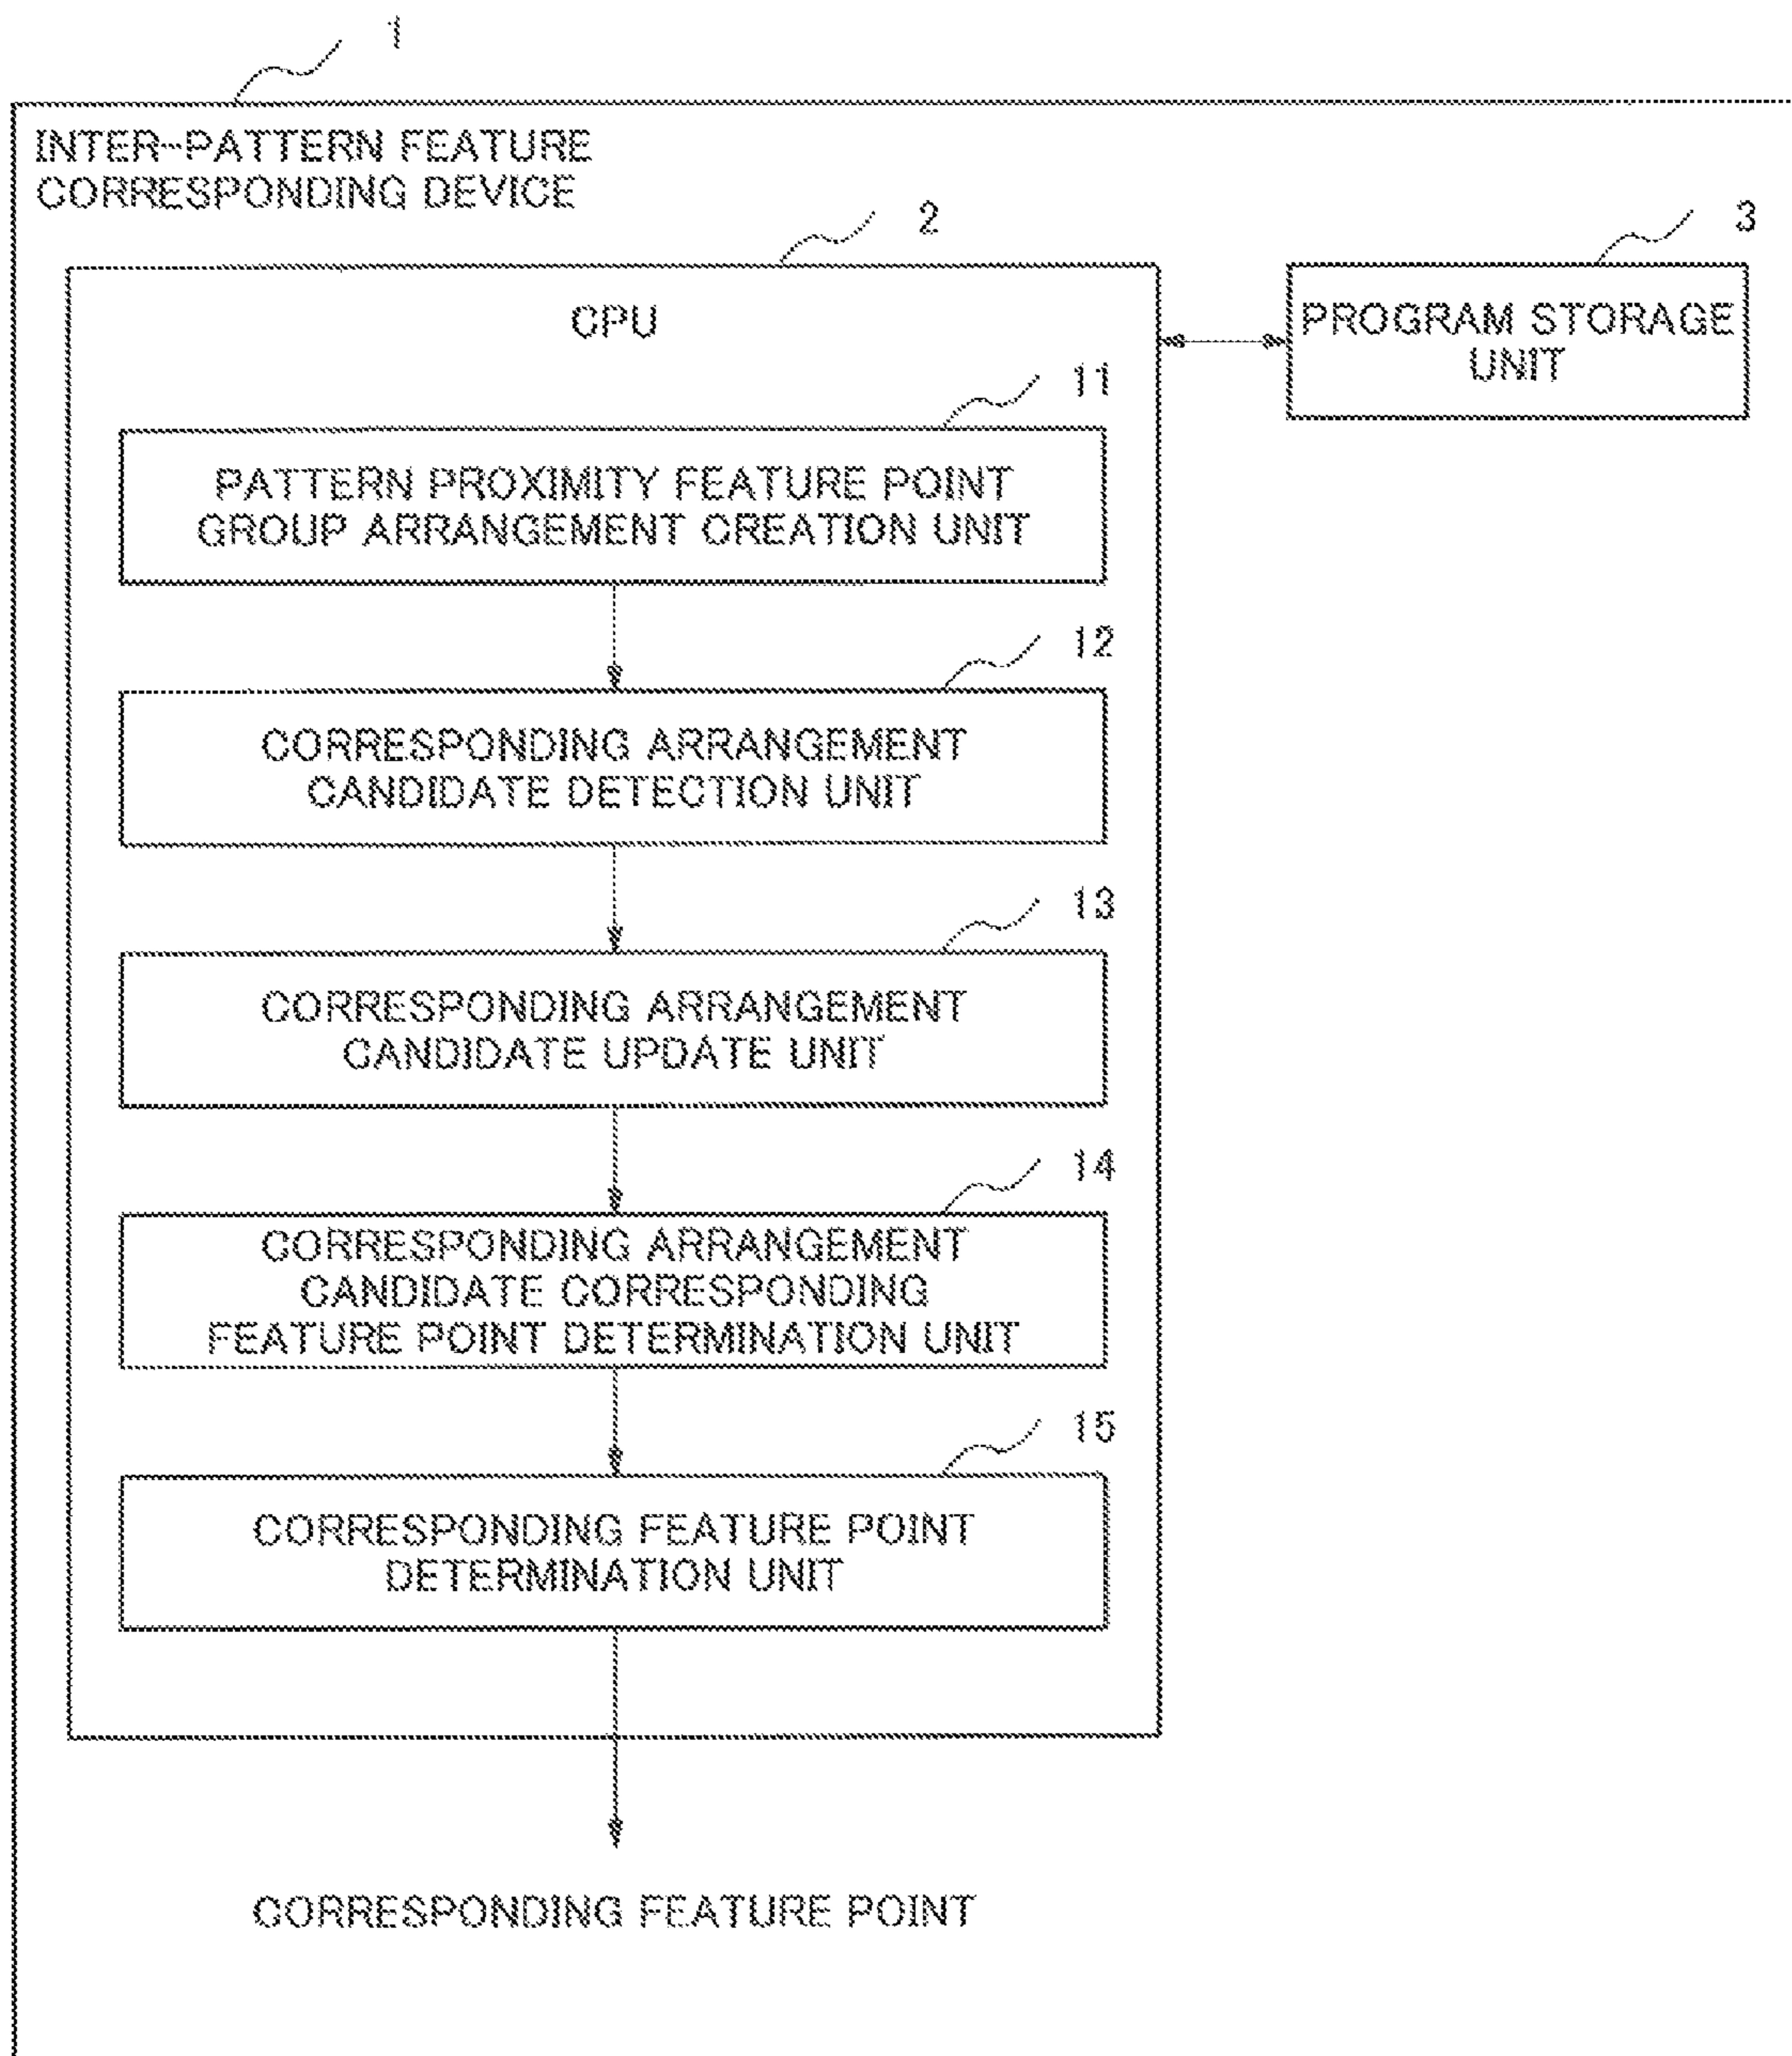 1
INTER-PATTERN FEATURE
CORRESPONDING DEVICE
2
3
CPU
PROGRAM STORAGE
UNIT
11
PATTERN PROXIMITY FEATURE POINT
GROUP ARRANGEMENT CREATION UNIT
12
CORRESPONDING ARRANGEMENT
CANDIDATE DETECTION UNIT
13
CORRESPONDING ARRANGEMENT
CANDIDATE UPDATE UNIT
14
CORRESPONDING ARRANGEMENT
CANDIDATE CORRESPONDING
FEATURE POINT DETERMINATION UNIT
15
CORRESPONDING FEATURE POINT
DETERMINATION UNIT
CORRESPONDING FEATURE POINT